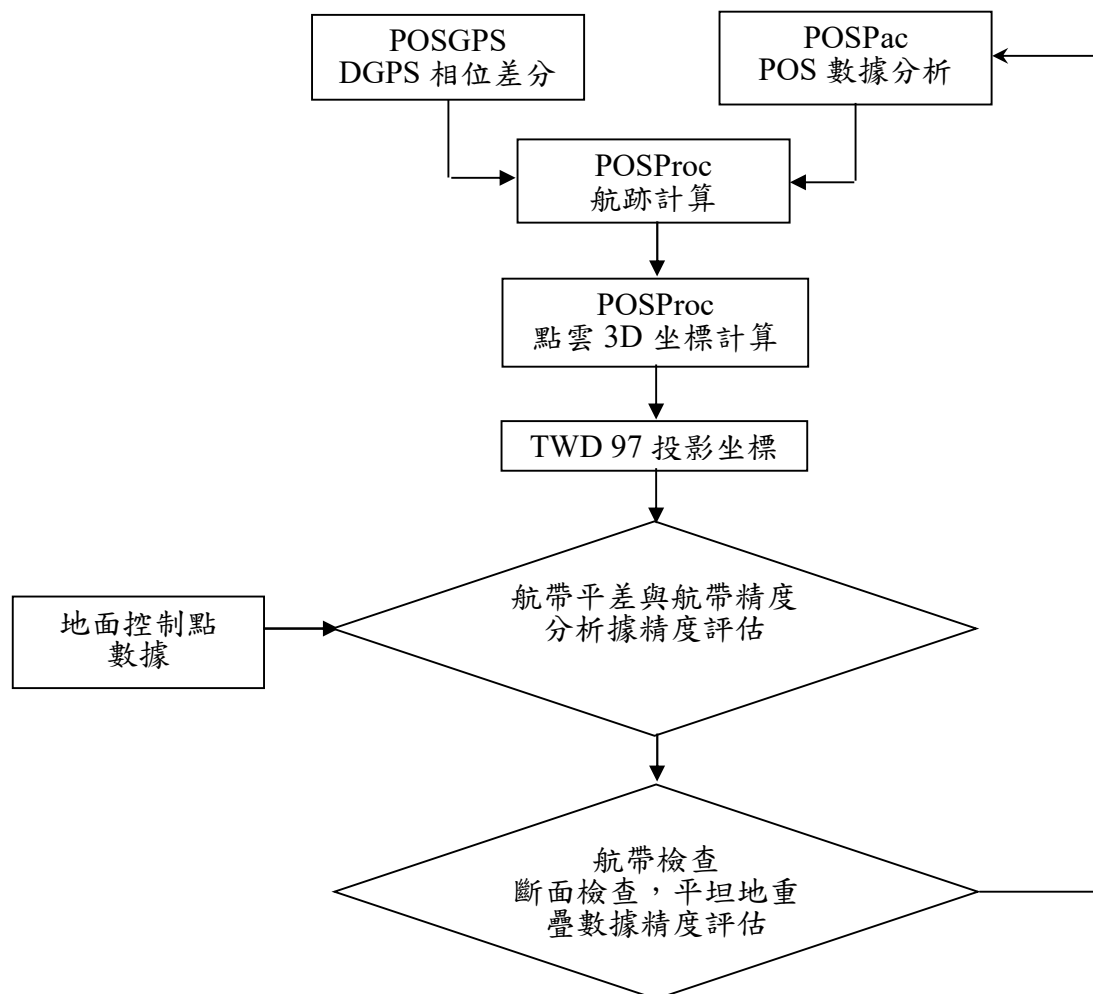 POSGPS
DGPS 相位差分
POSPac
POS 數據分析
POSProc
航跡計算
POSProc
點雲 3D 坐標計算
TWD 97 投影坐標
航帶平差與航帶精度
分析據精度評估
地面控制點
數據
航帶檢查
斷面檢查，平坦地重
疊數據精度評估